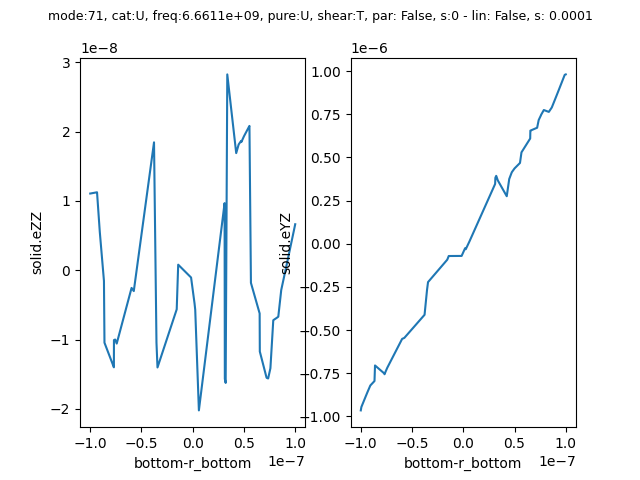 mode:71, cat:U, freq:6.6611e+09, pure:U, shear:T, par: False, s:0 - lin: False, s: 0.0001
1e−8
3
2
1
0
−1
−2
solid.eZZ
−1.0
−0.5
0.0
0.5
1.0
bottom-r_bottom
1e−7
1e−6
1.00
0.75
0.50
0.25
0.00
−0.25
−0.50
−0.75
−1.00
solid.eYZ
−1.0
−0.5
0.0
0.5
1.0
bottom-r_bottom
1e−7